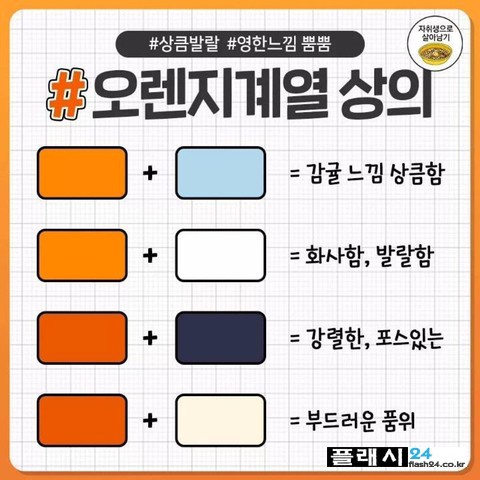 #상큼발랄 #영한느낌 뿜뿜
자취생으로
살아남기
#오렌지계열 상의
+ = 감귤 느낌 상큼함
+ = 화사함, 발랄함
+ = 강렬한, 포스있는
+ = 부드러운 품위
플래시24
flash24.co.kr